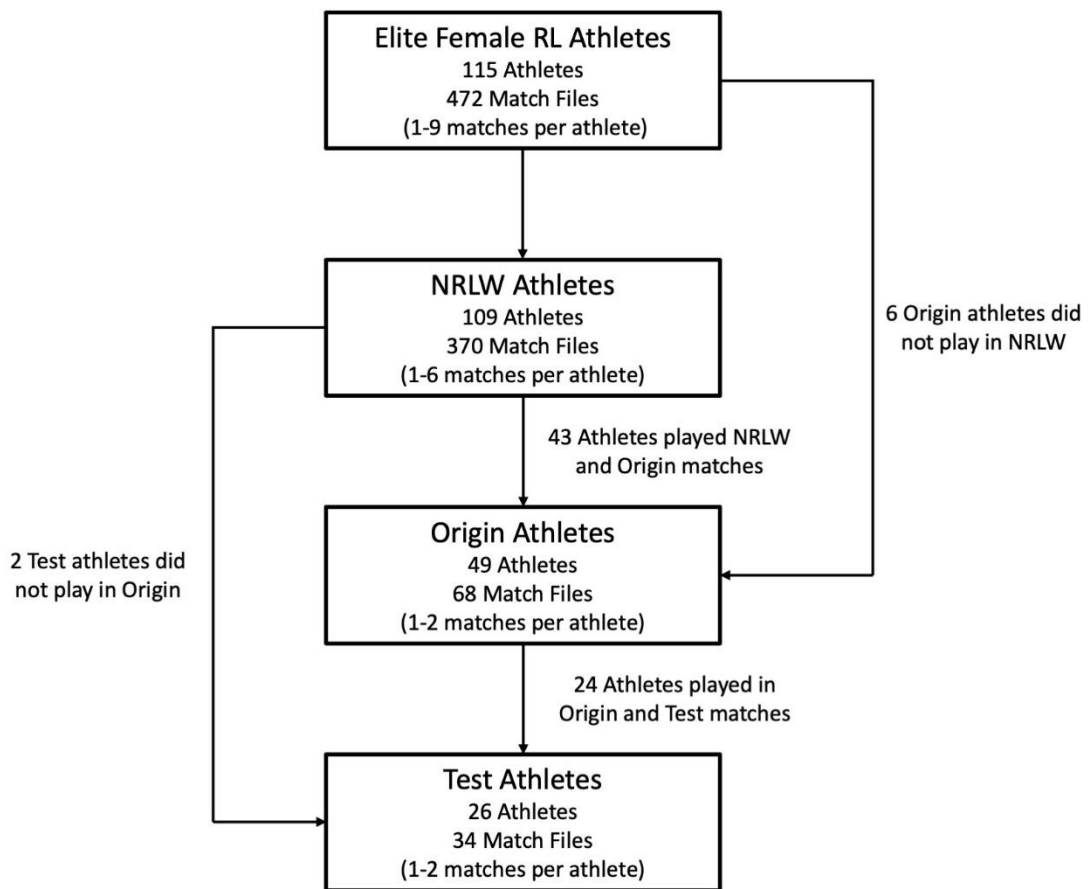 Elite Female RL Athletes
115 Athletes
472 Match Files
(1-9 matches per athlete)
NRLW Athletes
109 Athletes
370 Match Files
(1-6 matches per athlete)
6 Origin athletes did
not play in NRLW
43 Athletes played NRLW
and Origin matches
Origin Athletes
49 Athletes
68 Match Files
(1-2 matches per athlete)
2 Test athletes did
not play in Origin
24 Athletes played in
Origin and Test matches
Test Athletes
26 Athletes
34 Match Files
(1-2 matches per athlete)